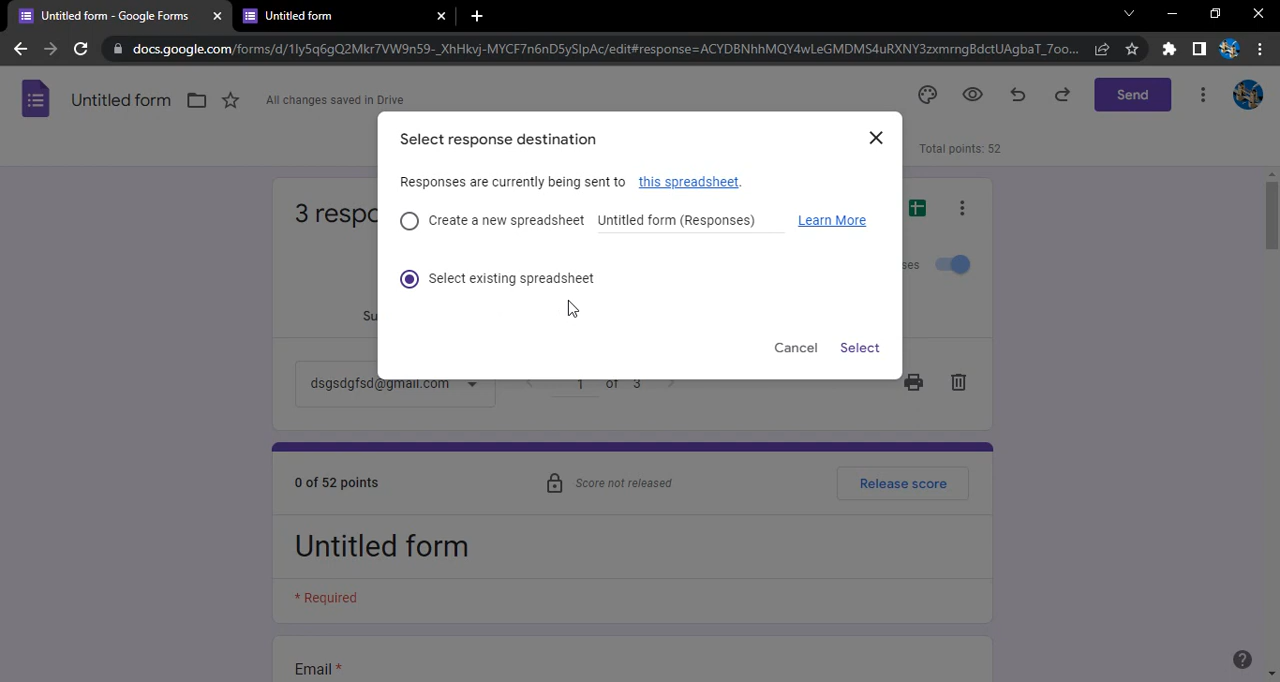 Untitled form - Google Forms
Untitled form
docs.google.com/forms/d/1ly5q6gQ2Mkr7VW9n59-_XhHkvj-MYCF7n6nD5ySlpAc/edit#response=ACYDBNhhMQY4wLeGMDMS4uRXNY3zxmrngBdctUAgbaT_7oo...
Untitled form
All changes saved in Drive
Send
Total points: 52
Select response destination
Responses are currently being sent to this spreadsheet.
Create a new spreadsheet Untitled form (Responses) Learn More
Select existing spreadsheet
Cancel Select
3 respo
ses
Su
dsgsdgfsd@gmail.com 1 of 3
0 of 52 points Score not released Release score
Untitled form
* Required
Email *